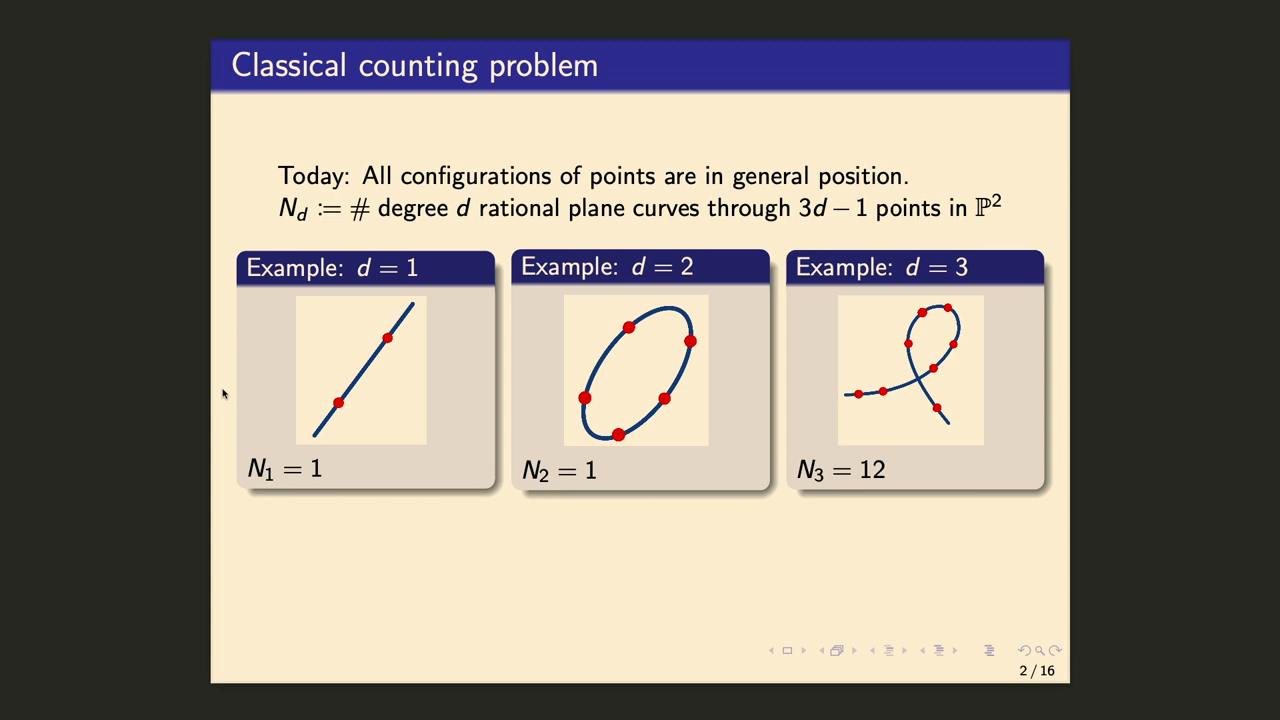 Classical counting problem
Today: All configurations of points are in general position.
N_d := # degree d rational plane curves through 3d − 1 points in ℙ²
Example: d = 1
N₁ = 1
Example: d = 2
N₂ = 1
Example: d = 3
N₃ = 12
2 / 16